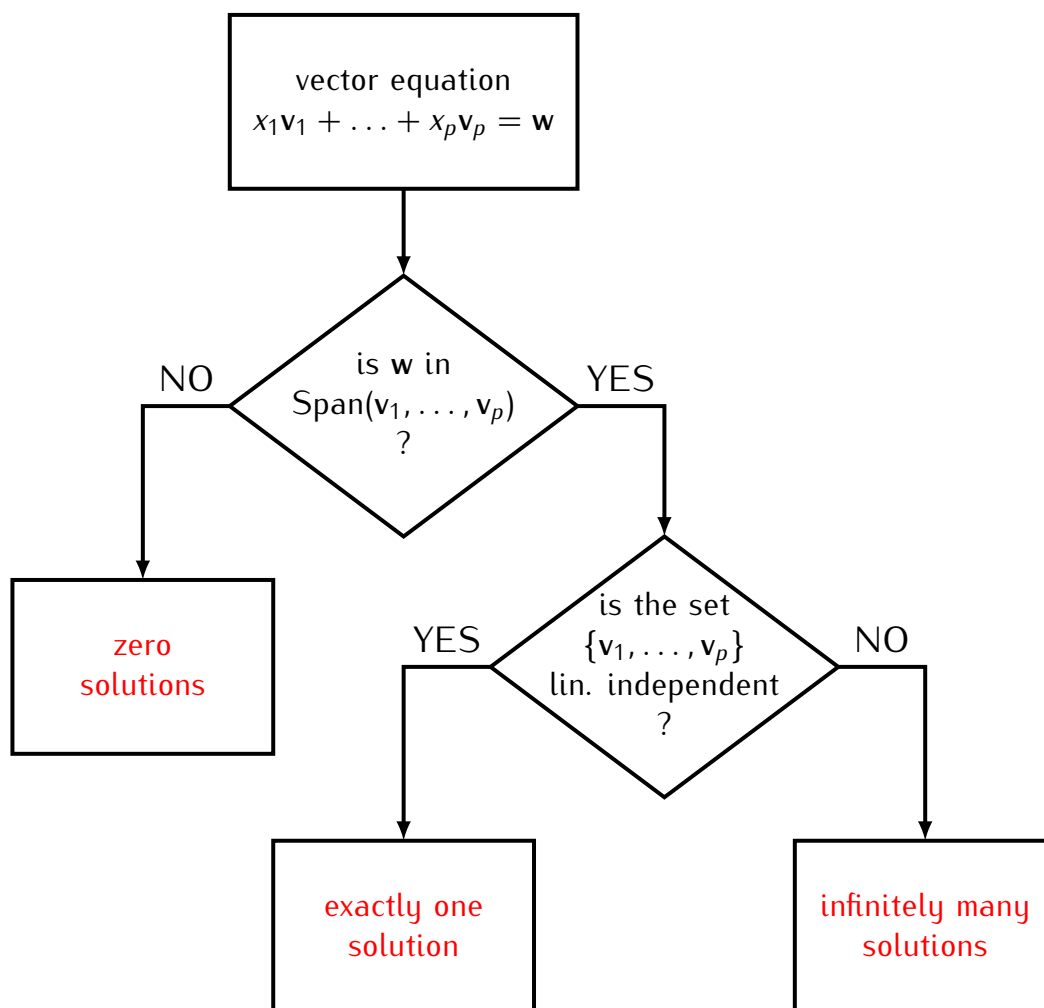 vector equation
x₁v₁ + . . . + xₚvₚ = w
is w in
Span(v₁, . . . , vₚ)
?
NO
YES
zero
solutions
is the set
{v₁, . . . , vₚ}
lin. independent
?
YES
NO
exactly one
solution
infinitely many
solutions